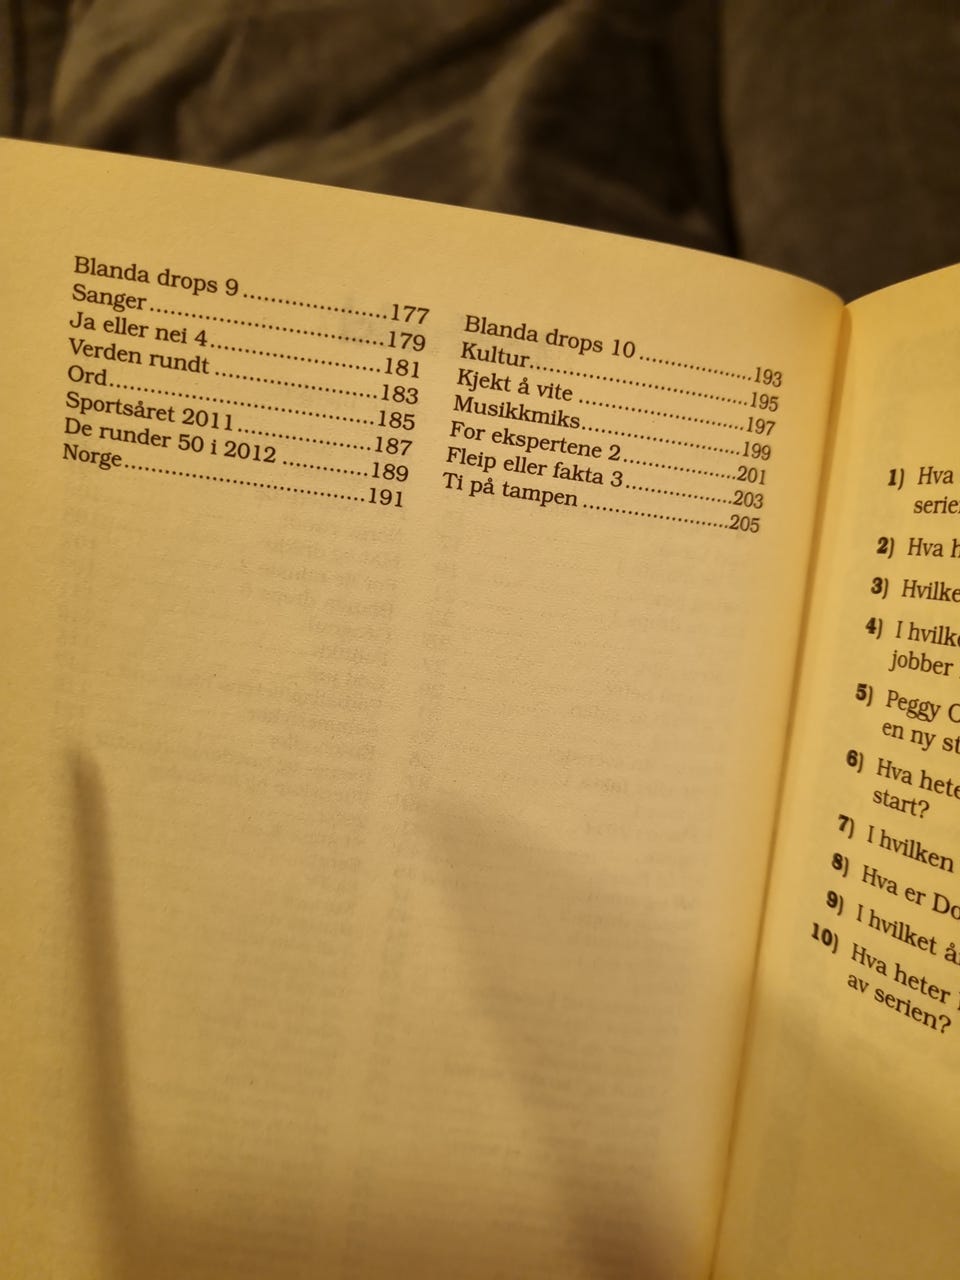 Blanda drops 9....................177
Sanger..................................179
Ja eller nei 4.........................181
Verden rundt .......................183
Ord.......................................185
Sportsåret 2011...................187
De runder 50 i 2012 ............189
Norge...................................191
Blanda drops 10................193
Kultur................................195
Kjekt å vite ........................197
Musikkmiks.......................199
For ekspertene 2................201
Fleip eller fakta 3...............203
Ti på tampen .....................205
1) Hva
serie
2) Hva h
3) Hvilke
4) I hvilk
jobber
5) Peggy
en ny st
6) Hva hete
start?
7) I hvilken
8) Hva er Do
9) I hvilket å
10) Hva heter
av serien?